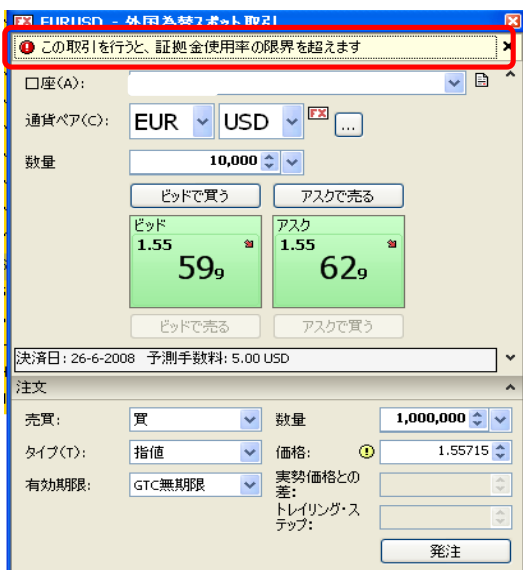 EURUSD - 外国為替スポット取引
この取引を行うと、証拠金使用率の限界を超えます
口座(A):
通貨ペア(C): EUR USD FX ...
数量 10,000
ビッドで買う アスクで売る
ビッド アスク
1.55 1.55
599 629
ビッドで売る アスクで買う
決済日: 26-6-2008 予測手数料: 5.00 USD
注文
売買: 買 数量 1,000,000
タイプ(T): 指値 価格: 1.55715
有効期限: GTC無期限 実勢価格との
差:
トレイリング・ス
テップ:
発注